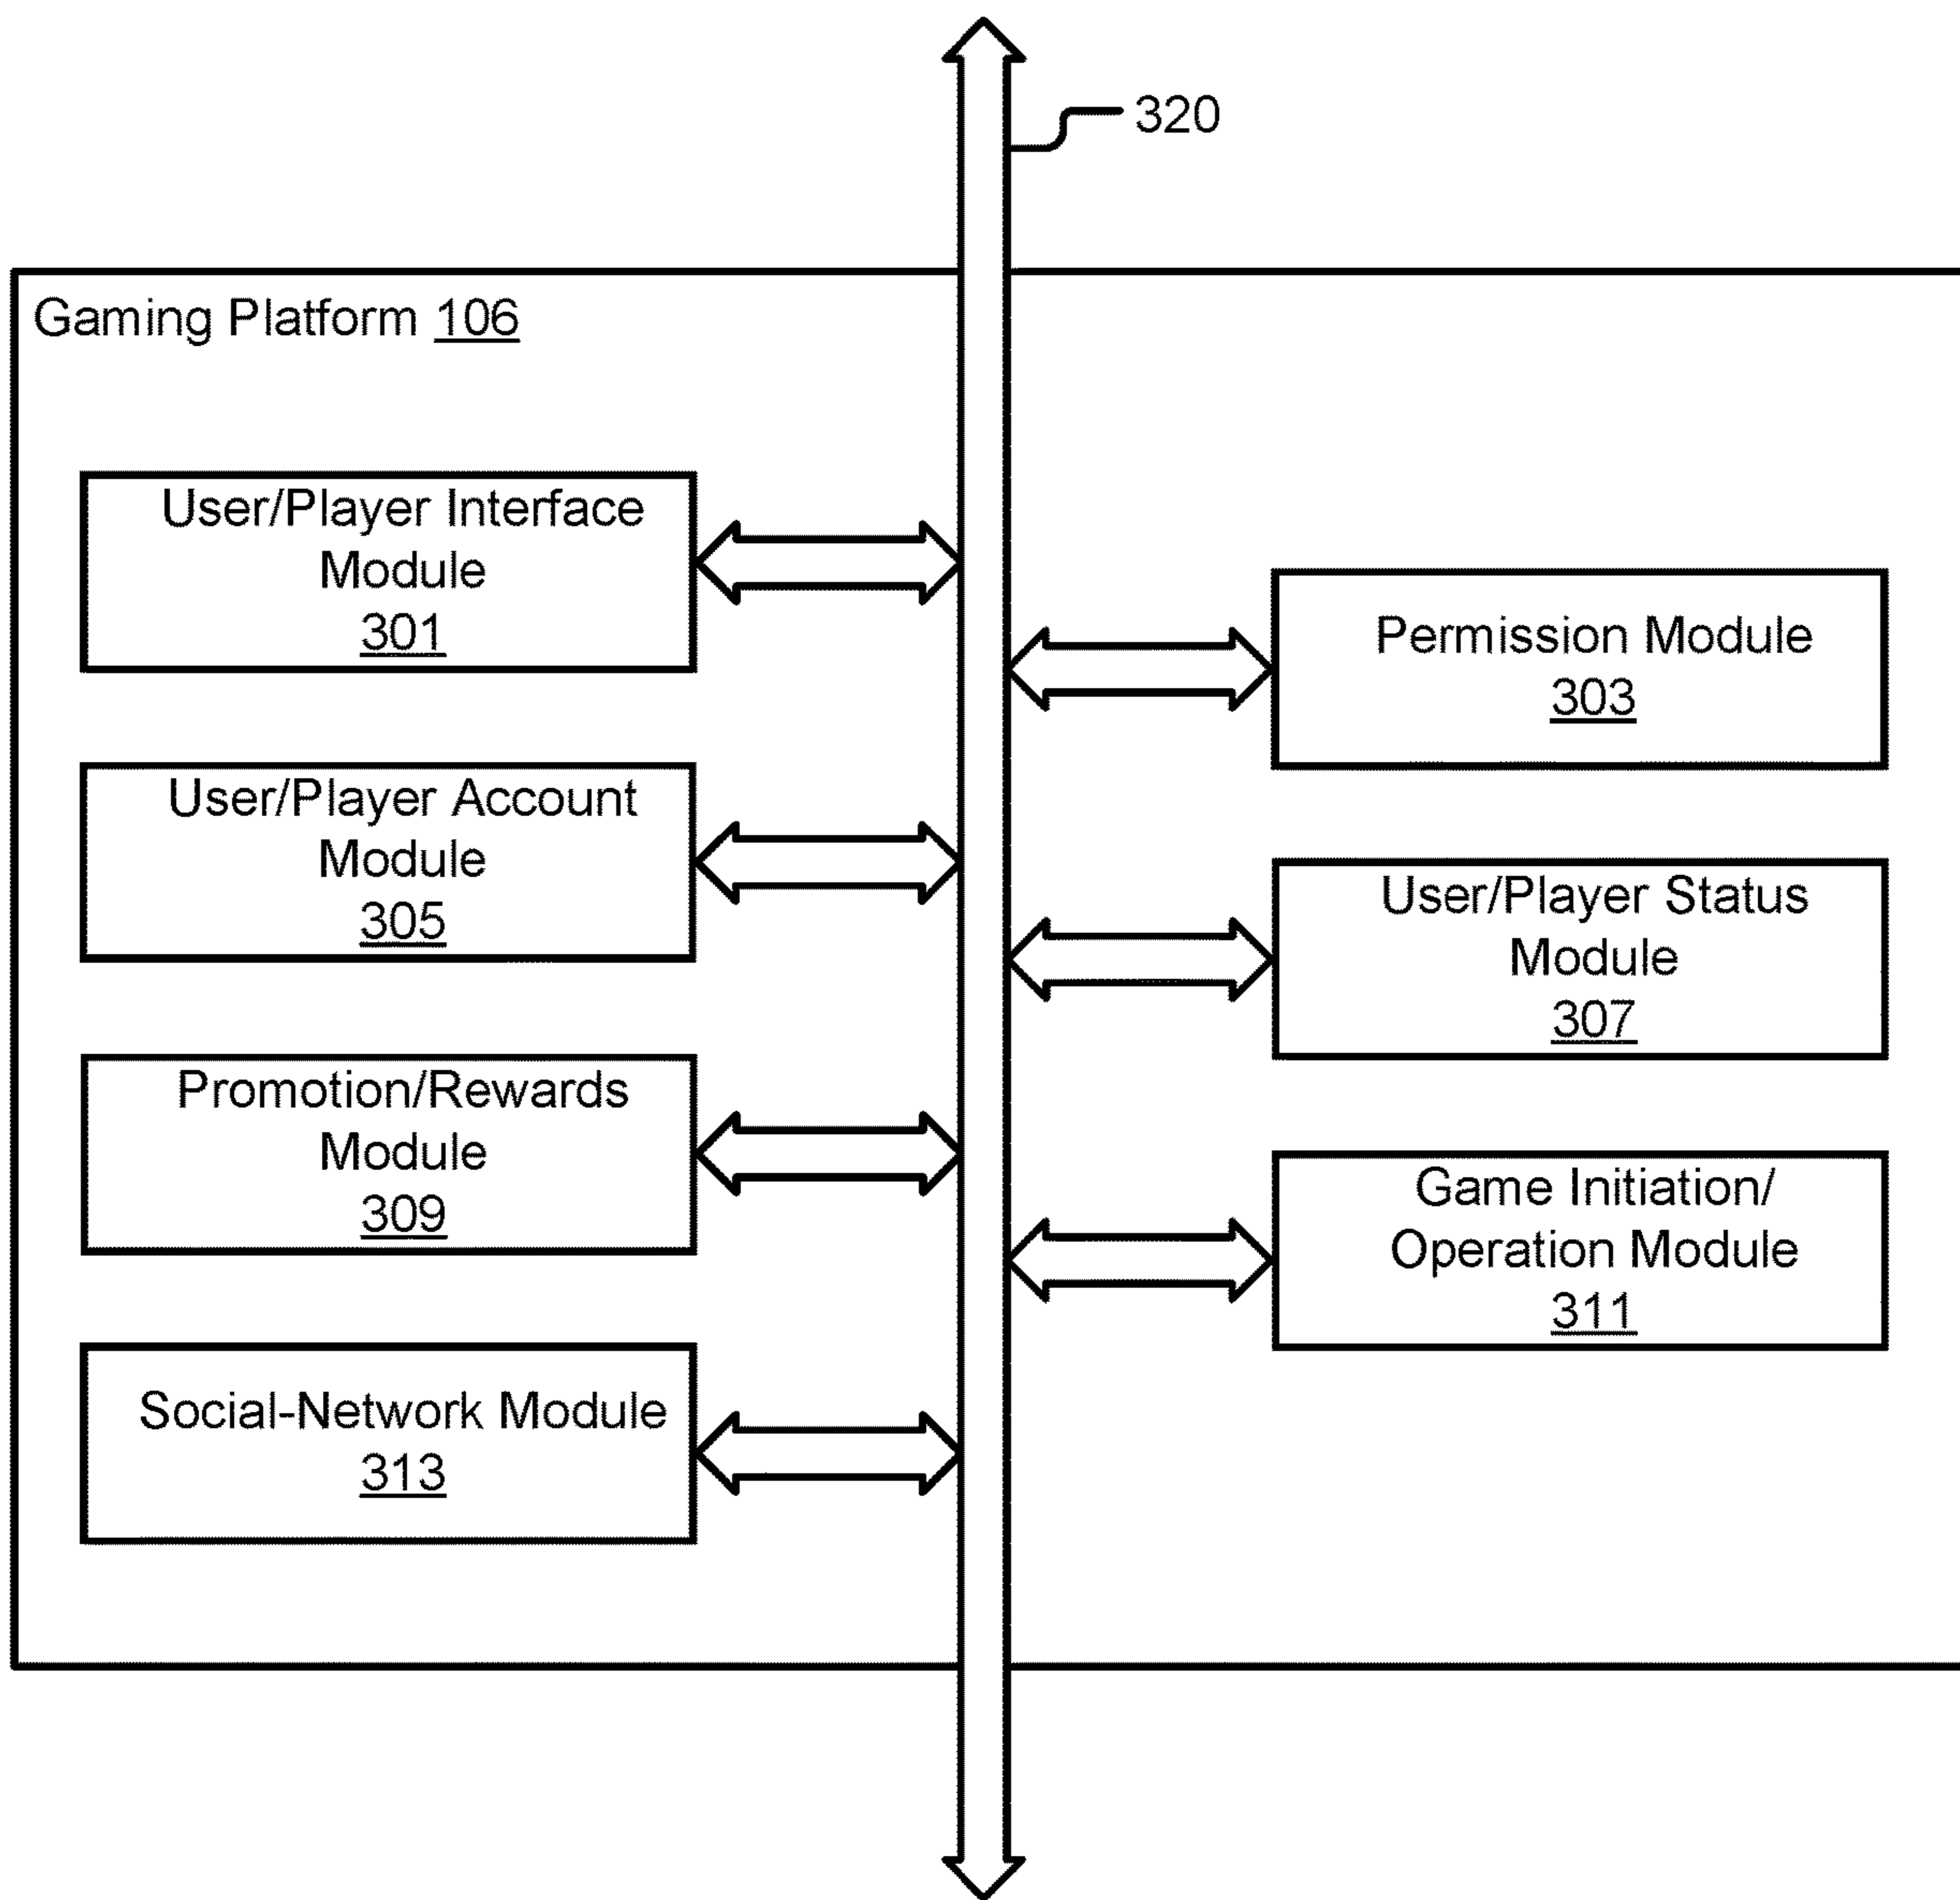 320
Gaming Platform 106
User/Player Interface
Module
301
Permission Module
303
User/Player Account
Module
305
User/Player Status
Module
307
Promotion/Rewards
Module
309
Game Initiation/
Operation Module
311
Social-Network Module
313